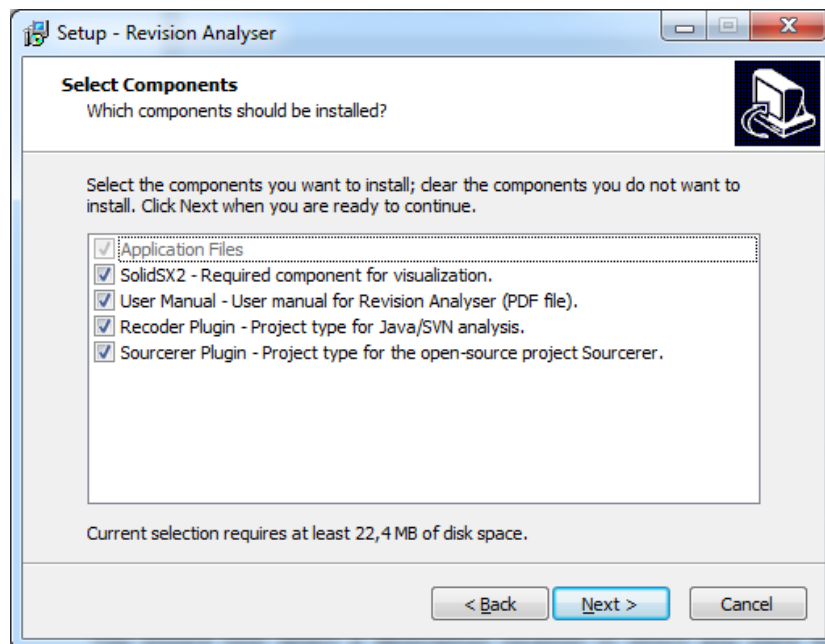 Setup - Revision Analyser
Select Components
Which components should be installed?
Select the components you want to install; clear the components you do not want to
install. Click Next when you are ready to continue.
Application Files
SolidSX2 - Required component for visualization.
User Manual - User manual for Revision Analyser (PDF file).
Recoder Plugin - Project type for Java/SVN analysis.
Sourcerer Plugin - Project type for the open-source project Sourcerer.
Current selection requires at least 22,4 MB of disk space.
< Back Next > Cancel